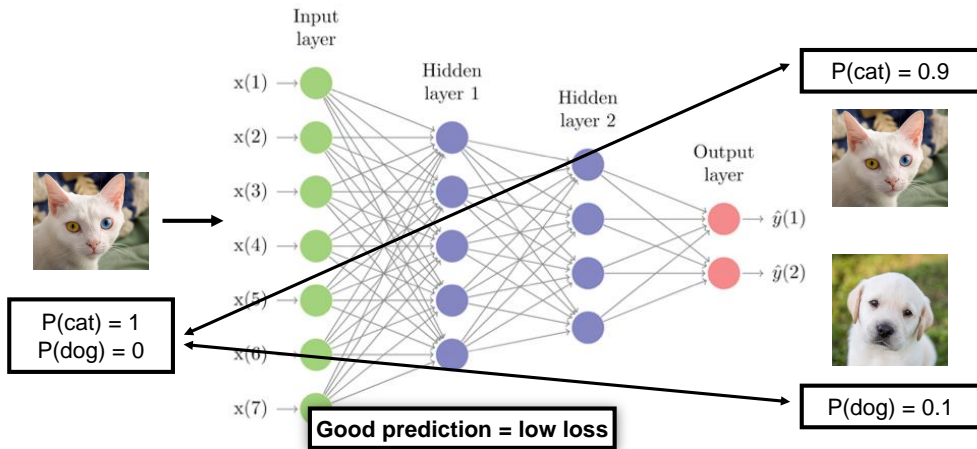 Input
layer
x(1)
x(2)
x(3)
x(4)
x(5)
x(6)
x(7)
Hidden
layer 1
Hidden
layer 2
Output
layer
ŷ(1)
ŷ(2)
P(cat) = 1
P(dog) = 0
P(cat) = 0.9
P(dog) = 0.1
Good prediction = low loss